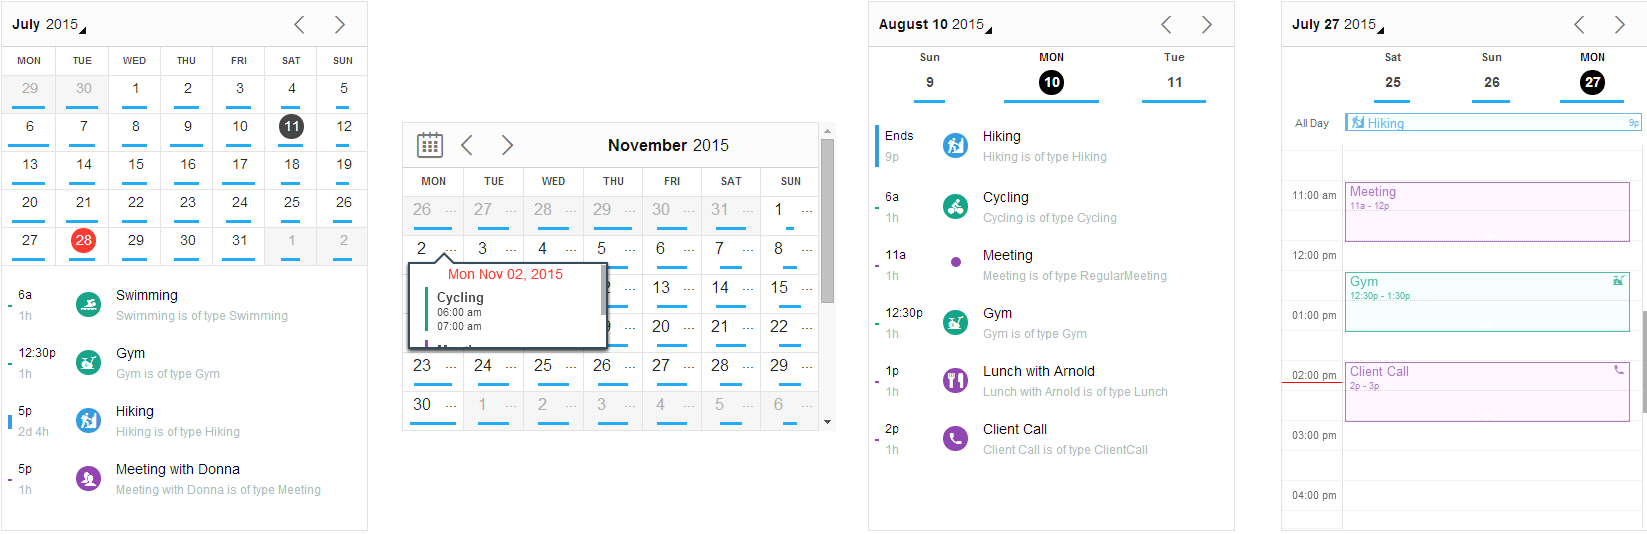 July 2015
MON TUE WED THU FRI SAT SUN
29 30 1 2 3 4 5
6 7 8 9 10 11 12
13 14 15 16 17 18 19
20 21 22 23 24 25 26
27 28 29 30 31 1 2
6a Swimming
1h Swimming is of type Swimming
12:30p Gym
1h Gym is of type Gym
5p Hiking
2d 4h Hiking is of type Hiking
5p Meeting with Donna
1h Meeting with Donna is of type Meeting
November 2015
MON TUE WED THU FRI SAT SUN
26 ... 27 ... 28 ... 29 ... 30 ... 31 ... 1 ...
2 ... 3 ... 4 ... 5 ... 6 ... 7 ... 8 ...
Mon Nov 02, 2015
Cycling
06:00 am
07:00 am
13 ... 14 ... 15 ...
19 ... 20 ... 21 ... 22 ...
23 ... 24 ... 25 ... 26 ... 27 ... 28 ... 29 ...
30 ... 1 ... 2 ... 3 ... 4 ... 5 ... 6 ...
August 10 2015
Sun MON Tue
9 10 11
Ends Hiking
9p Hiking is of type Hiking
6a Cycling
1h Cycling is of type Cycling
11a Meeting
1h Meeting is of type RegularMeeting
12:30p Gym
1h Gym is of type Gym
1p Lunch with Arnold
1h Lunch with Arnold is of type Lunch
2p Client Call
1h Client Call is of type ClientCall
July 27 2015
Sat Sun MON
25 26 27
All Day Hiking 9p
11:00 am Meeting
11a - 12p
12:00 pm
Gym
12:30p - 1:30p
01:00 pm
02:00 pm Client Call
2p - 3p
03:00 pm
04:00 pm